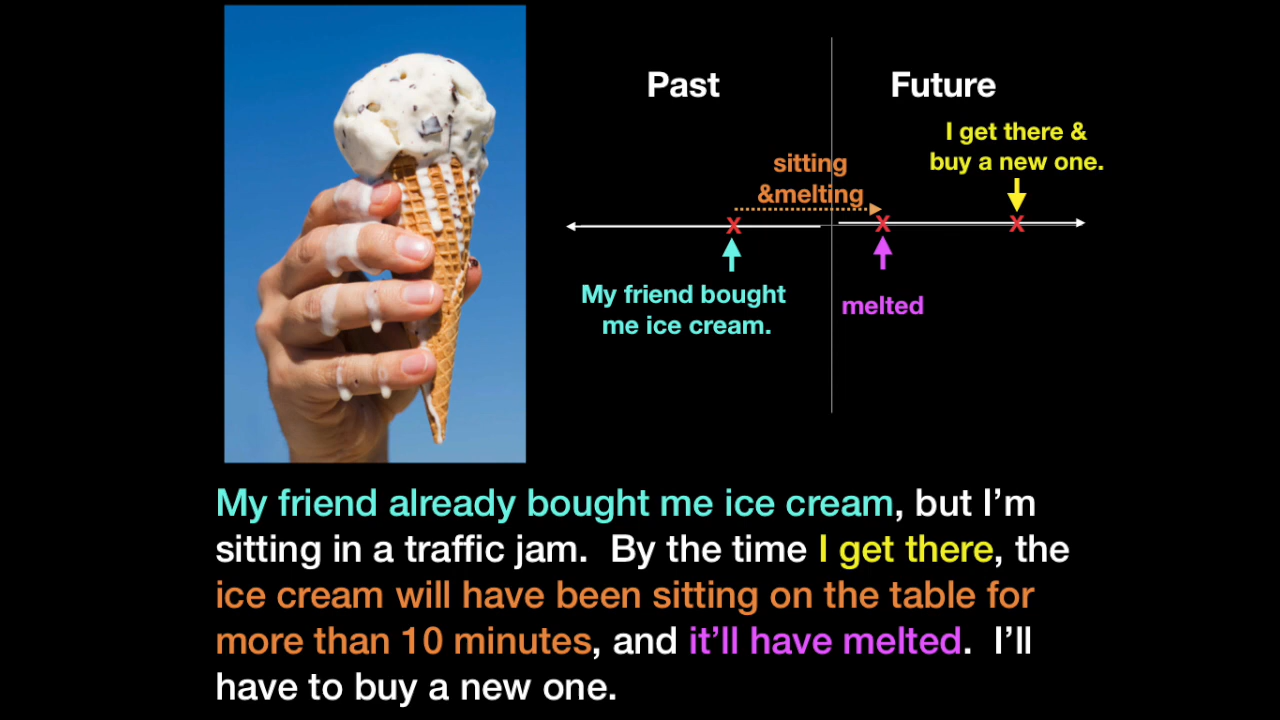 Past
Future
I get there &
buy a new one.
sitting
&melting
X
X
X
My friend bought
me ice cream.
melted
My friend already bought me ice cream, but I’m
sitting in a traffic jam.  By the time I get there, the
ice cream will have been sitting on the table for
more than 10 minutes, and it’ll have melted.  I’ll
have to buy a new one.